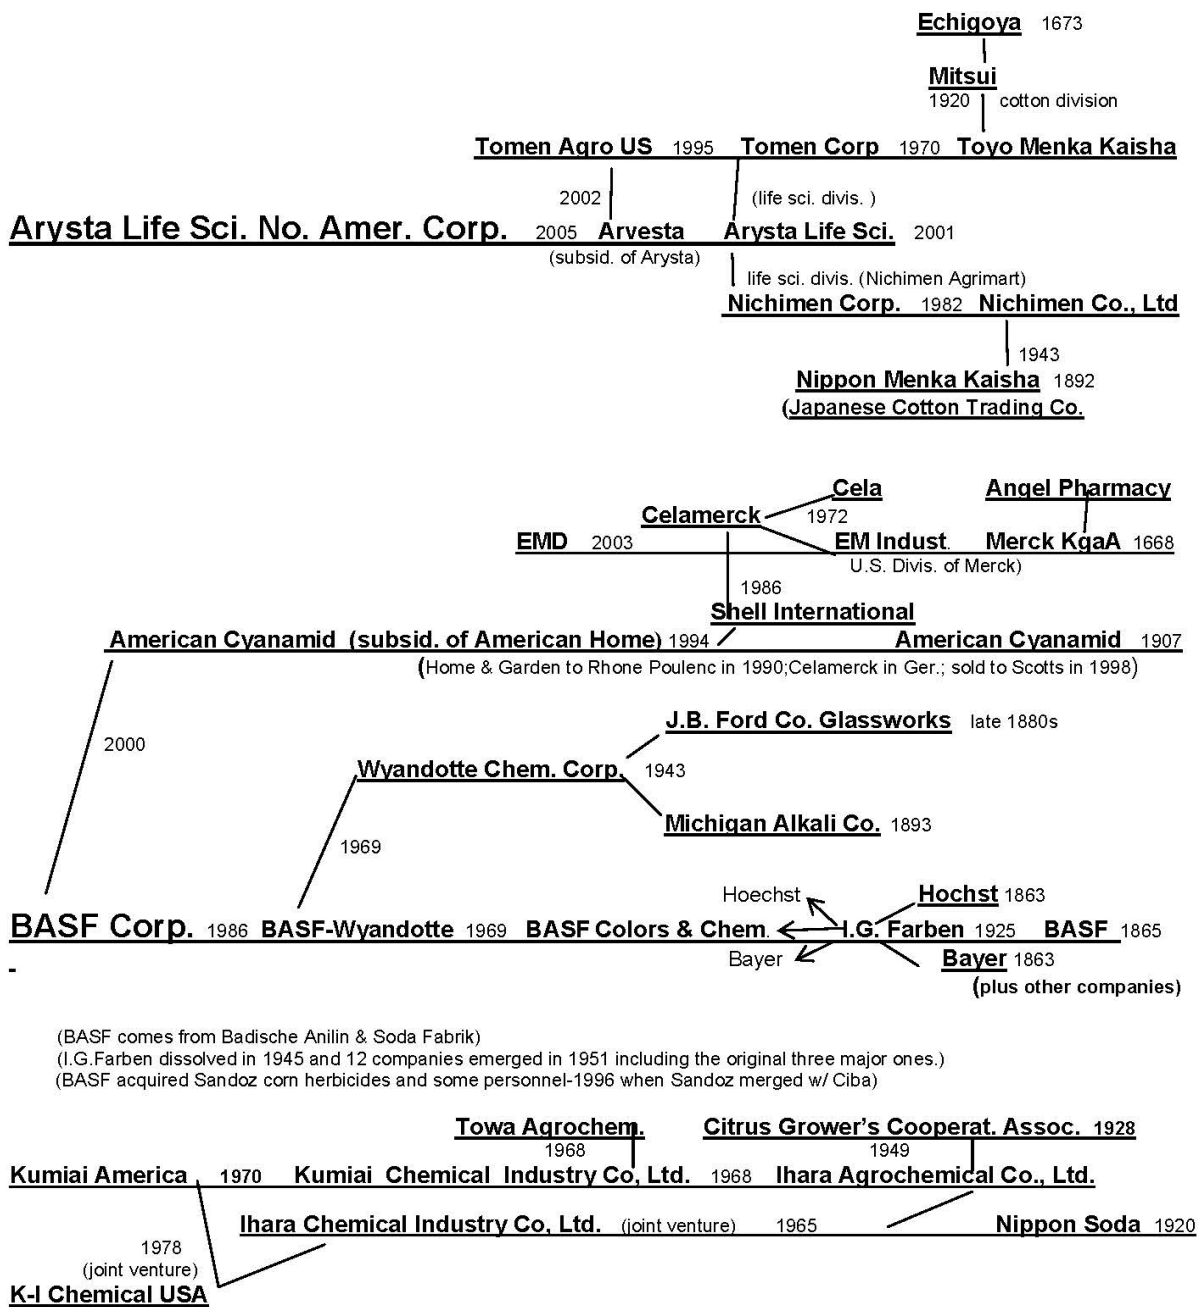 Echigoya 1673
Mitsui
1920 cotton division
Tomen Agro US 1995 Tomen Corp 1970 Toyo Menka Kaisha
2002 (life sci. divis. )
Arysta Life Sci. No. Amer. Corp. 2005 Arvesta Arysta Life Sci. 2001
(subsid. of Arysta)
life sci. divis. (Nichimen Agrimart)
Nichimen Corp. 1982 Nichimen Co., Ltd
1943
Nippon Menka Kaisha 1892
(Japanese Cotton Trading Co.
Cela Angel Pharmacy
Celamerck 1972
EMD 2003 EM Indust. Merck KgaA 1668
U.S. Divis. of Merck)
1986
Shell International
American Cyanamid (subsid. of American Home) 1994 American Cyanamid 1907
(Home & Garden to Rhone Poulenc in 1990;Celamerck in Ger.; sold to Scotts in 1998)
J.B. Ford Co. Glassworks late 1880s
2000
Wyandotte Chem. Corp. 1943
Michigan Alkali Co. 1893
1969
Hoechst Hochst 1863
BASF Corp. 1986 BASF-Wyandotte 1969 BASF Colors & Chem. I.G. Farben 1925 BASF 1865
Bayer Bayer 1863
-
(plus other companies)
(BASF comes from Badische Anilin & Soda Fabrik)
(I.G.Farben dissolved in 1945 and 12 companies emerged in 1951 including the original three major ones.)
(BASF acquired Sandoz corn herbicides and some personnel-1996 when Sandoz merged w/ Ciba)
Towa Agrochem. Citrus Grower's Cooperat. Assoc. 1928
1968 1949
Kumiai America 1970 Kumiai Chemical Industry Co, Ltd. 1968 Ihara Agrochemical Co., Ltd.
Ihara Chemical Industry Co, Ltd. (joint venture) 1965 Nippon Soda 1920
1978
(joint venture)
K-I Chemical USA